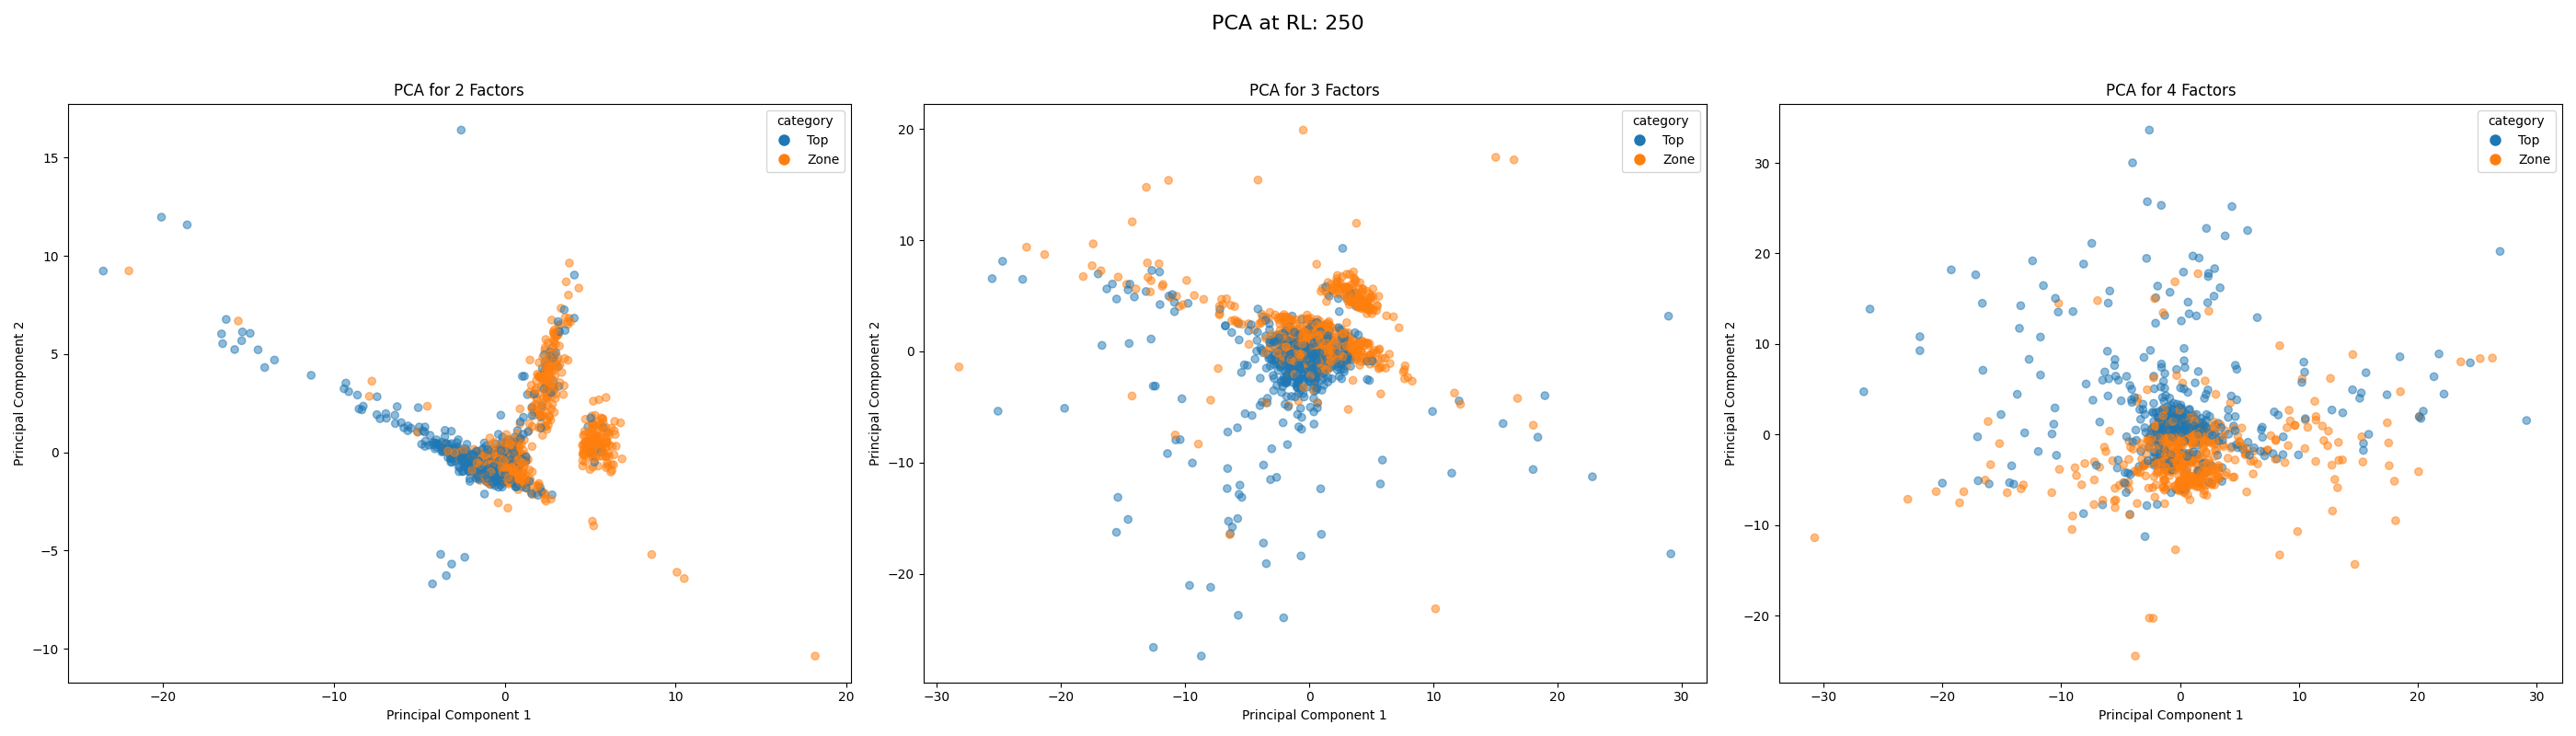 PCA at RL: 250
PCA for 2 Factors
category
Top
Zone
15
10
5
0
−5
−10
Principal Component 2
−20
−10
0
10
20
Principal Component 1
PCA for 3 Factors
category
Top
Zone
20
10
0
−10
−20
Principal Component 2
−30
−20
−10
0
10
20
30
Principal Component 1
PCA for 4 Factors
category
Top
Zone
30
20
10
0
−10
−20
Principal Component 2
−30
−20
−10
0
10
20
30
Principal Component 1